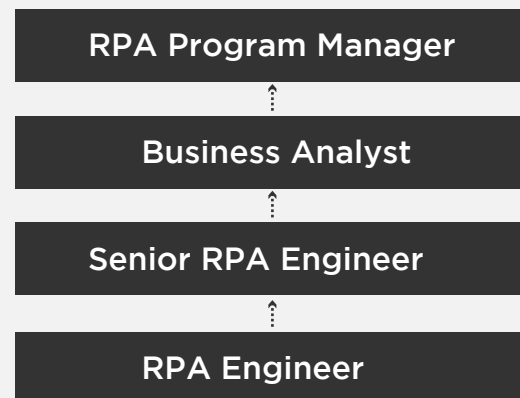 RPA Program Manager
Business Analyst
Senior RPA Engineer
RPA Engineer